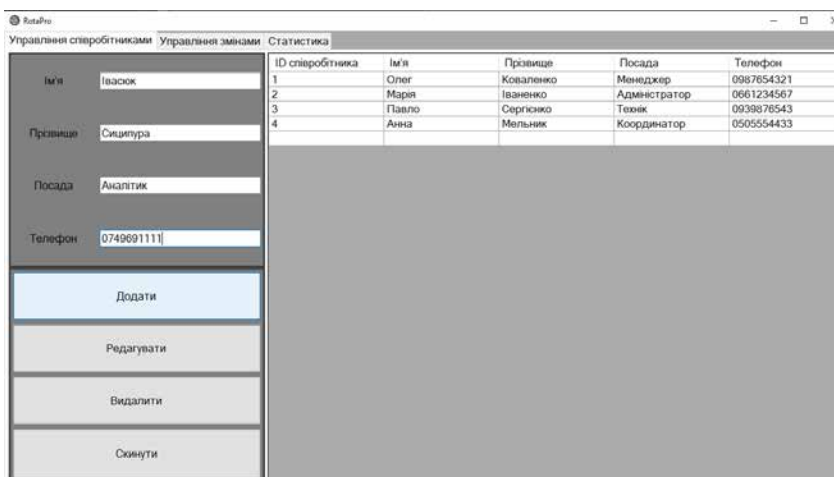 RotaPro
Управління співробітниками Управління змінами Статистика
Ім'я Івасюк
Прізвище Сиципура
Посада Аналітик
Телефон 0749691111
Додати
Редагувати
Видалити
Скинути
ID співробітника Ім'я Прізвище Посада Телефон
1 Олег Коваленко Менеджер 0987654321
2 Марія Іваненко Адміністратор 0661234567
3 Павло Сергієнко Технік 0939876543
4 Анна Мельник Координатор 0505554433